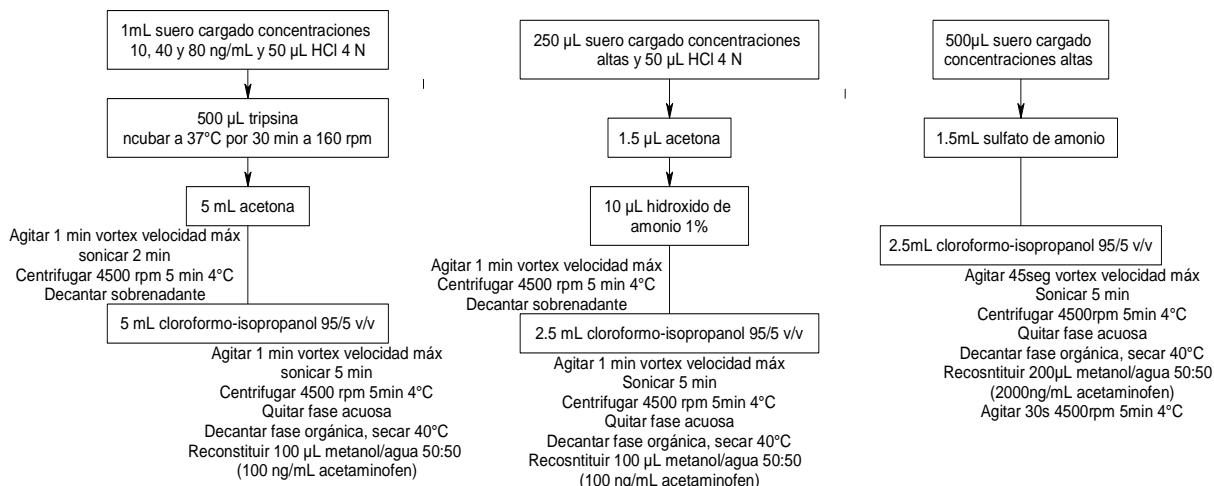 1mL suero cargado concentraciones
10, 40 y 80 ng/mL y 50 µL HCl 4 N
500 µL tripsina
ncubar a 37°C por 30 min a 160 rpm
5 mL acetona
Agitar 1 min vortex velocidad máx
sonicar 2 min
Centrifugar 4500 rpm 5 min 4°C
Decantar sobrenadante
5 mL cloroformo-isopropanol 95/5 v/v
Agitar 1 min vortex velocidad máx
sonicar 5 min
Centrifugar 4500 rpm 5min 4°C
Quitar fase acuosa
Decantar fase orgánica, secar 40°C
Reconstituir 100 µL metanol/agua 50:50
(100 ng/mL acetaminofen)
250 µL suero cargado concentraciones
altas y 50 µL HCl 4 N
1.5 µL acetona
10 µL hidroxido de
amonio 1%
Agitar 1 min vortex velocidad máx
Centrifugar 4500 rpm 5 min 4°C
Decantar sobrenadante
2.5 mL cloroformo-isopropanol 95/5 v/v
Agitar 1 min vortex velocidad máx
Sonicar 5 min
Centrifugar 4500 rpm 5min 4°C
Quitar fase acuosa
Decantar fase orgánica, secar 40°C
Recosntituir 100 µL metanol/agua 50:50
(100 ng/mL acetaminofen)
500µL suero cargado
concentraciones altas
1.5mL sulfato de amonio
2.5mL cloroformo-isopropanol 95/5 v/v
Agitar 45seg vortex velocidad máx
Sonicar 5 min
Centrifugar 4500rpm 5min 4°C
Quitar fase acuosa
Decantar fase orgánica, secar 40°C
Recosntituir 200µL metanol/agua 50:50
(2000ng/mL acetaminofen)
Agitar 30s 4500rpm 5min 4°C